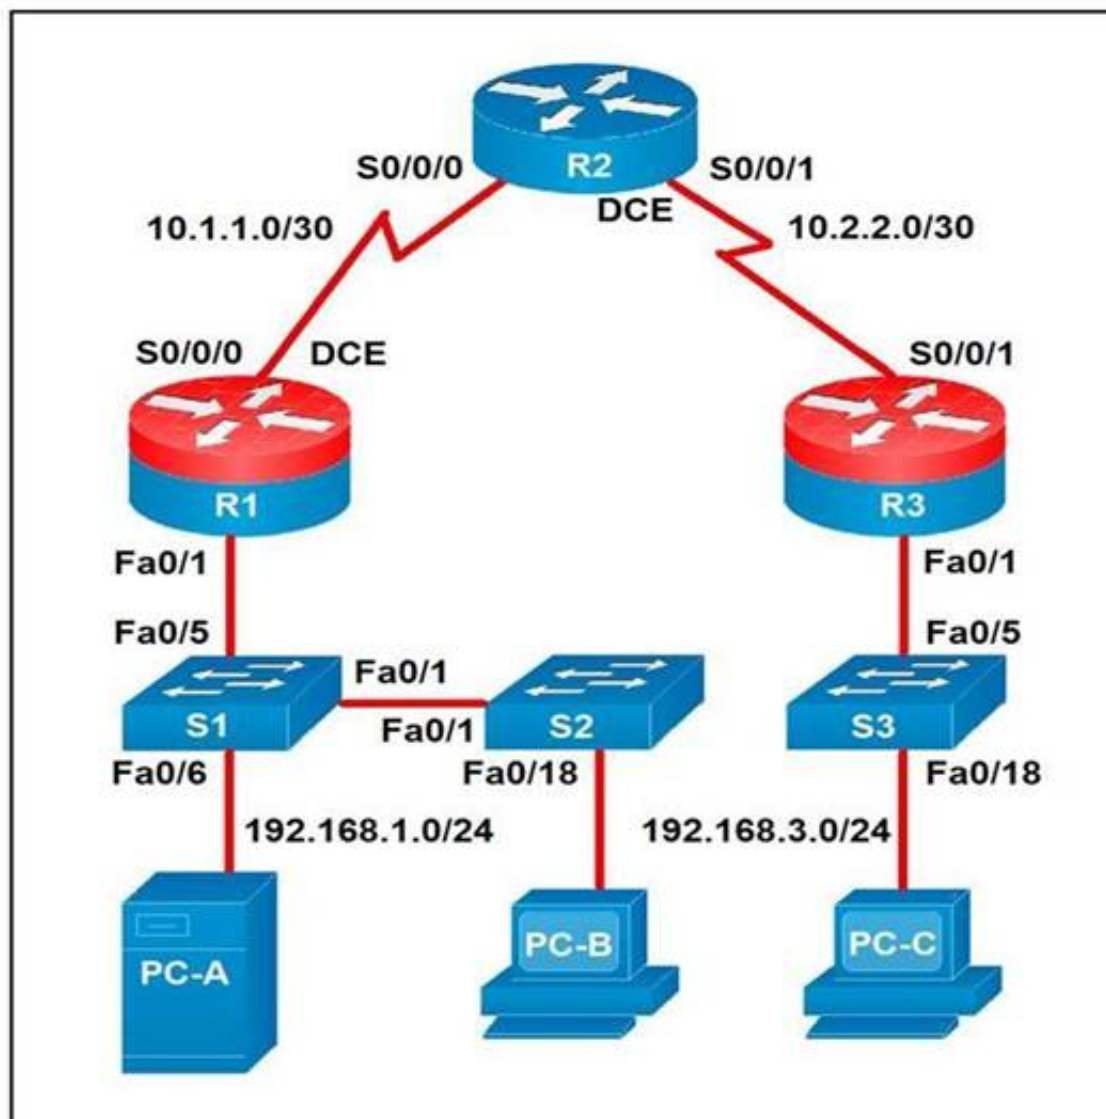 R2
S0/0/0
S0/0/1
DCE
10.1.1.0/30
10.2.2.0/30
S0/0/0
DCE
S0/0/1
R1
R3
Fa0/1
Fa0/1
Fa0/5
Fa0/5
Fa0/1
S1
Fa0/1
S2
S3
Fa0/6
Fa0/18
Fa0/18
192.168.1.0/24
192.168.3.0/24
PC-A
PC-B
PC-C